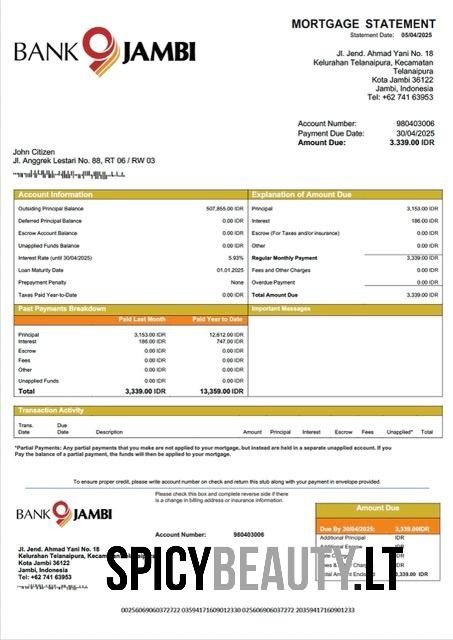 MORTGAGE STATEMENT
Statement Date: 05/04/2025
BANK 9 JAMBI
Jl. Jend. Ahmad Yani No. 18
Kelurahan Telanaipura, Kecamatan
Telanaipura
Kota Jambi 36122
Jambi, Indonesia
Tel: +62 741 63953
Account Number: 980403006
Payment Due Date: 30/04/2025
Amount Due: 3.339.00 IDR
John Citizen
Jl. Anggrek Lestari No. 88, RT 06 / RW 03
Account Information
Outsiding Principal Balance 507,855.00 IDR
Deferred Principal Balance 0.00 IDR
Escrow Account Balance 0.00 IDR
Unapplied Funds Balance 0.00 IDR
Interest Rate (until 30/04/2025) 5.93%
Loan Maturity Date 01.01.2025
Prepayment Penalty None
Taxes Paid Year-to-Date 0.00 IDR
Explanation of Amount Due
Principal 3,153.00 IDR
Interest 186.00 IDR
Escrow (For Taxes and/or insurance) 0.00 IDR
Other 0.00 IDR
Regular Monthly Payment 3,339.00 IDR
Fees and Other Charges 0.00 IDR
Overdue Payment 0.00 IDR
Total Amount Due 3,339.00 IDR
Past Payments Breakdown
Paid Last Month Paid Year to Date
Principal 3,153.00 IDR 12,612.00 IDR
Interest 186.00 IDR 747.00 IDR
Escrow 0.00 IDR 0.00 IDR
Fees 0.00 IDR 0.00 IDR
Other 0.00 IDR 0.00 IDR
Unapplied Funds 0.00 IDR 0.00 IDR
Total 3,339.00 IDR 13,359.00 IDR
Important Messages
Transaction Activity
Trans. Date Due Date Description Amount Principal Interest Escrow Fees Unapplied* Total
*Partial Payments: Any partial payments that you make are not applied to your mortgage, but instead are held in a separate unapplied account. If you
Pay the balance of a partial payment, the funds will then be applied to your mortgage.
To ensure proper credit, please write account number on check and return this stub along with your payment in envelope provided.
Please check this box and complete reverse side if there
is a change in billing address or insurance information.
BANK 9 JAMBI
Account Number: 980403006
Jl. Jend. Ahmad Yani No. 18
Kelurahan Telanaipura, Kecamatan Telanaipura
Kota Jambi 36122
Jambi, Indonesia
Tel: +62 741 63953
Amount Due
Due By 30/04/2025: 3,339.00IDR
Additional Principal
Additional Escrow
Total Amount Enclosed 3,339.00 IDR
SPICYBEAUTY.LT
00256069060372722 03594171609012330 025606906037272 20359417160901233